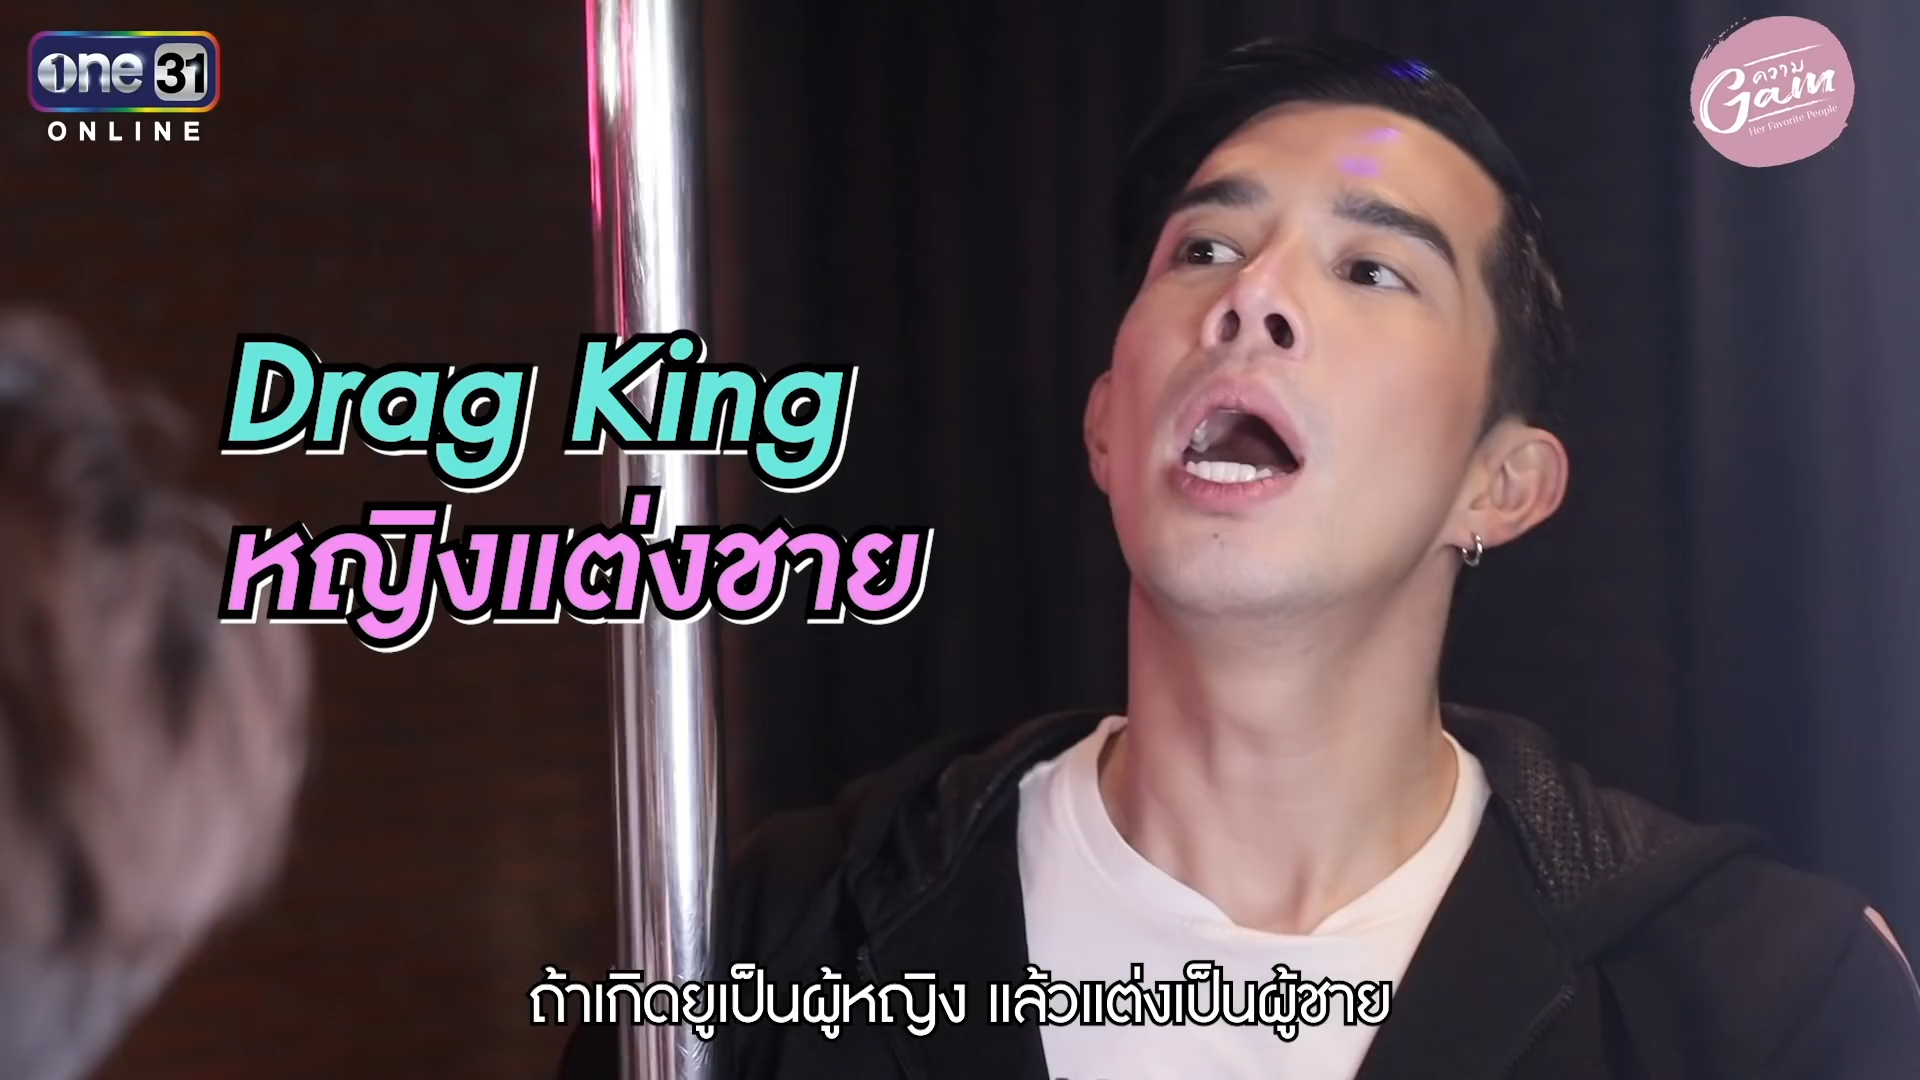 one 31
ONLINE
ความ
Gam
Her Favorite People
Drag King
หญิงแต่งชาย
ถ้าเกิดยูเป็นผู้หญิง แล้วแต่งเป็นผู้ชาย